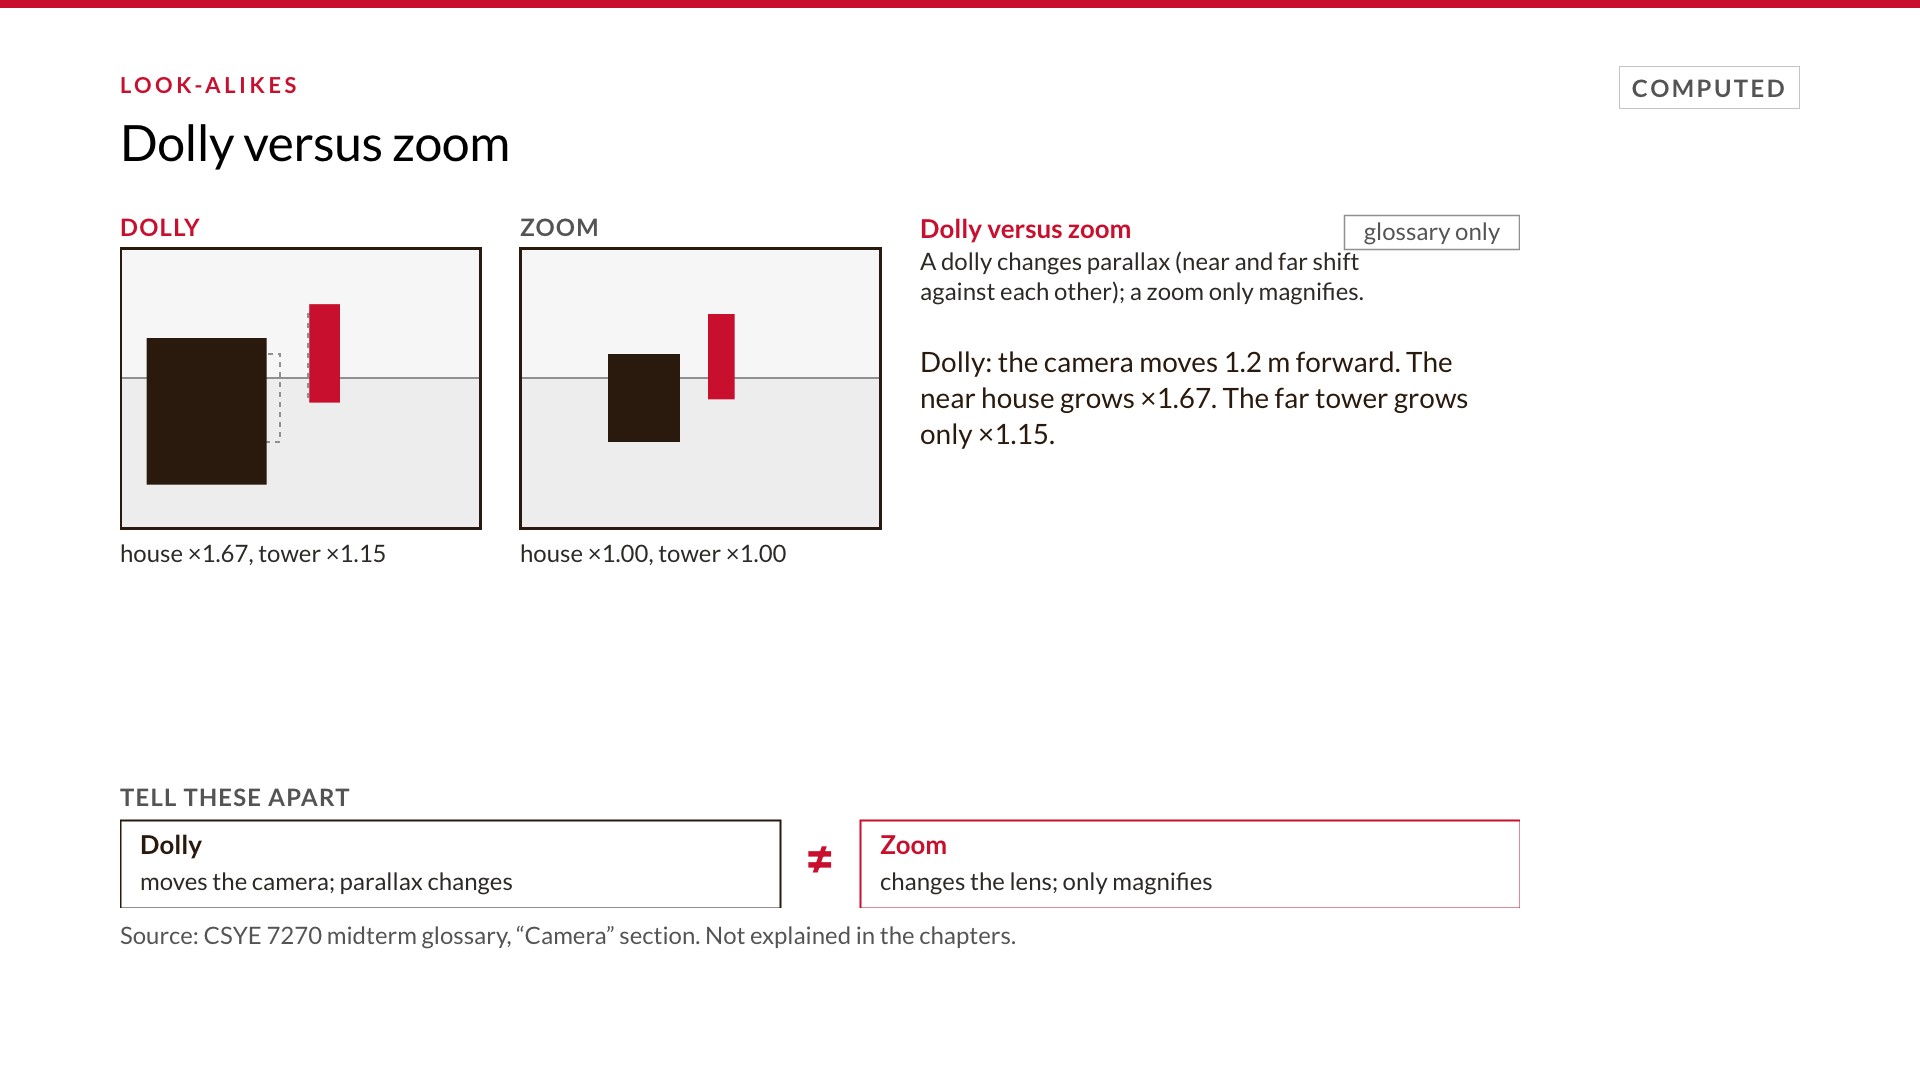 LOOK-ALIKES
COMPUTED
Dolly versus zoom
DOLLY
house ×1.67, tower ×1.15
ZOOM
house ×1.00, tower ×1.00
Dolly versus zoom
glossary only
A dolly changes parallax (near and far shift
against each other); a zoom only magnifies.
Dolly: the camera moves 1.2 m forward. The
near house grows ×1.67. The far tower grows
only ×1.15.
TELL THESE APART
Dolly
moves the camera; parallax changes
≠
Zoom
changes the lens; only magnifies
Source: CSYE 7270 midterm glossary, “Camera” section. Not explained in the chapters.